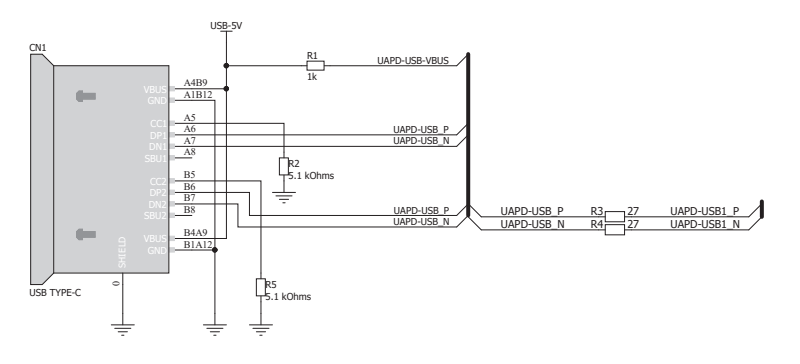 USB-5V
CN1
R1
UAPD-USB-VBUS
1k
VBUS A4B9
GND A1B12
CC1 A5
DP1 A6 UAPD-USB_P
DN1 A7 UAPD-USB_N
SBU1 A8
R2
5.1 kOhms
CC2 B5
DP2 B6
DN2 B7
SBU2 B8
UAPD-USB_P
UAPD-USB_N
UAPD-USB_P R3 27 UAPD-USB1_P
UAPD-USB_N R4 27 UAPD-USB1_N
VBUS B4A9
GND B1A12
SHIELD
0
R5
5.1 kOhms
USB TYPE-C